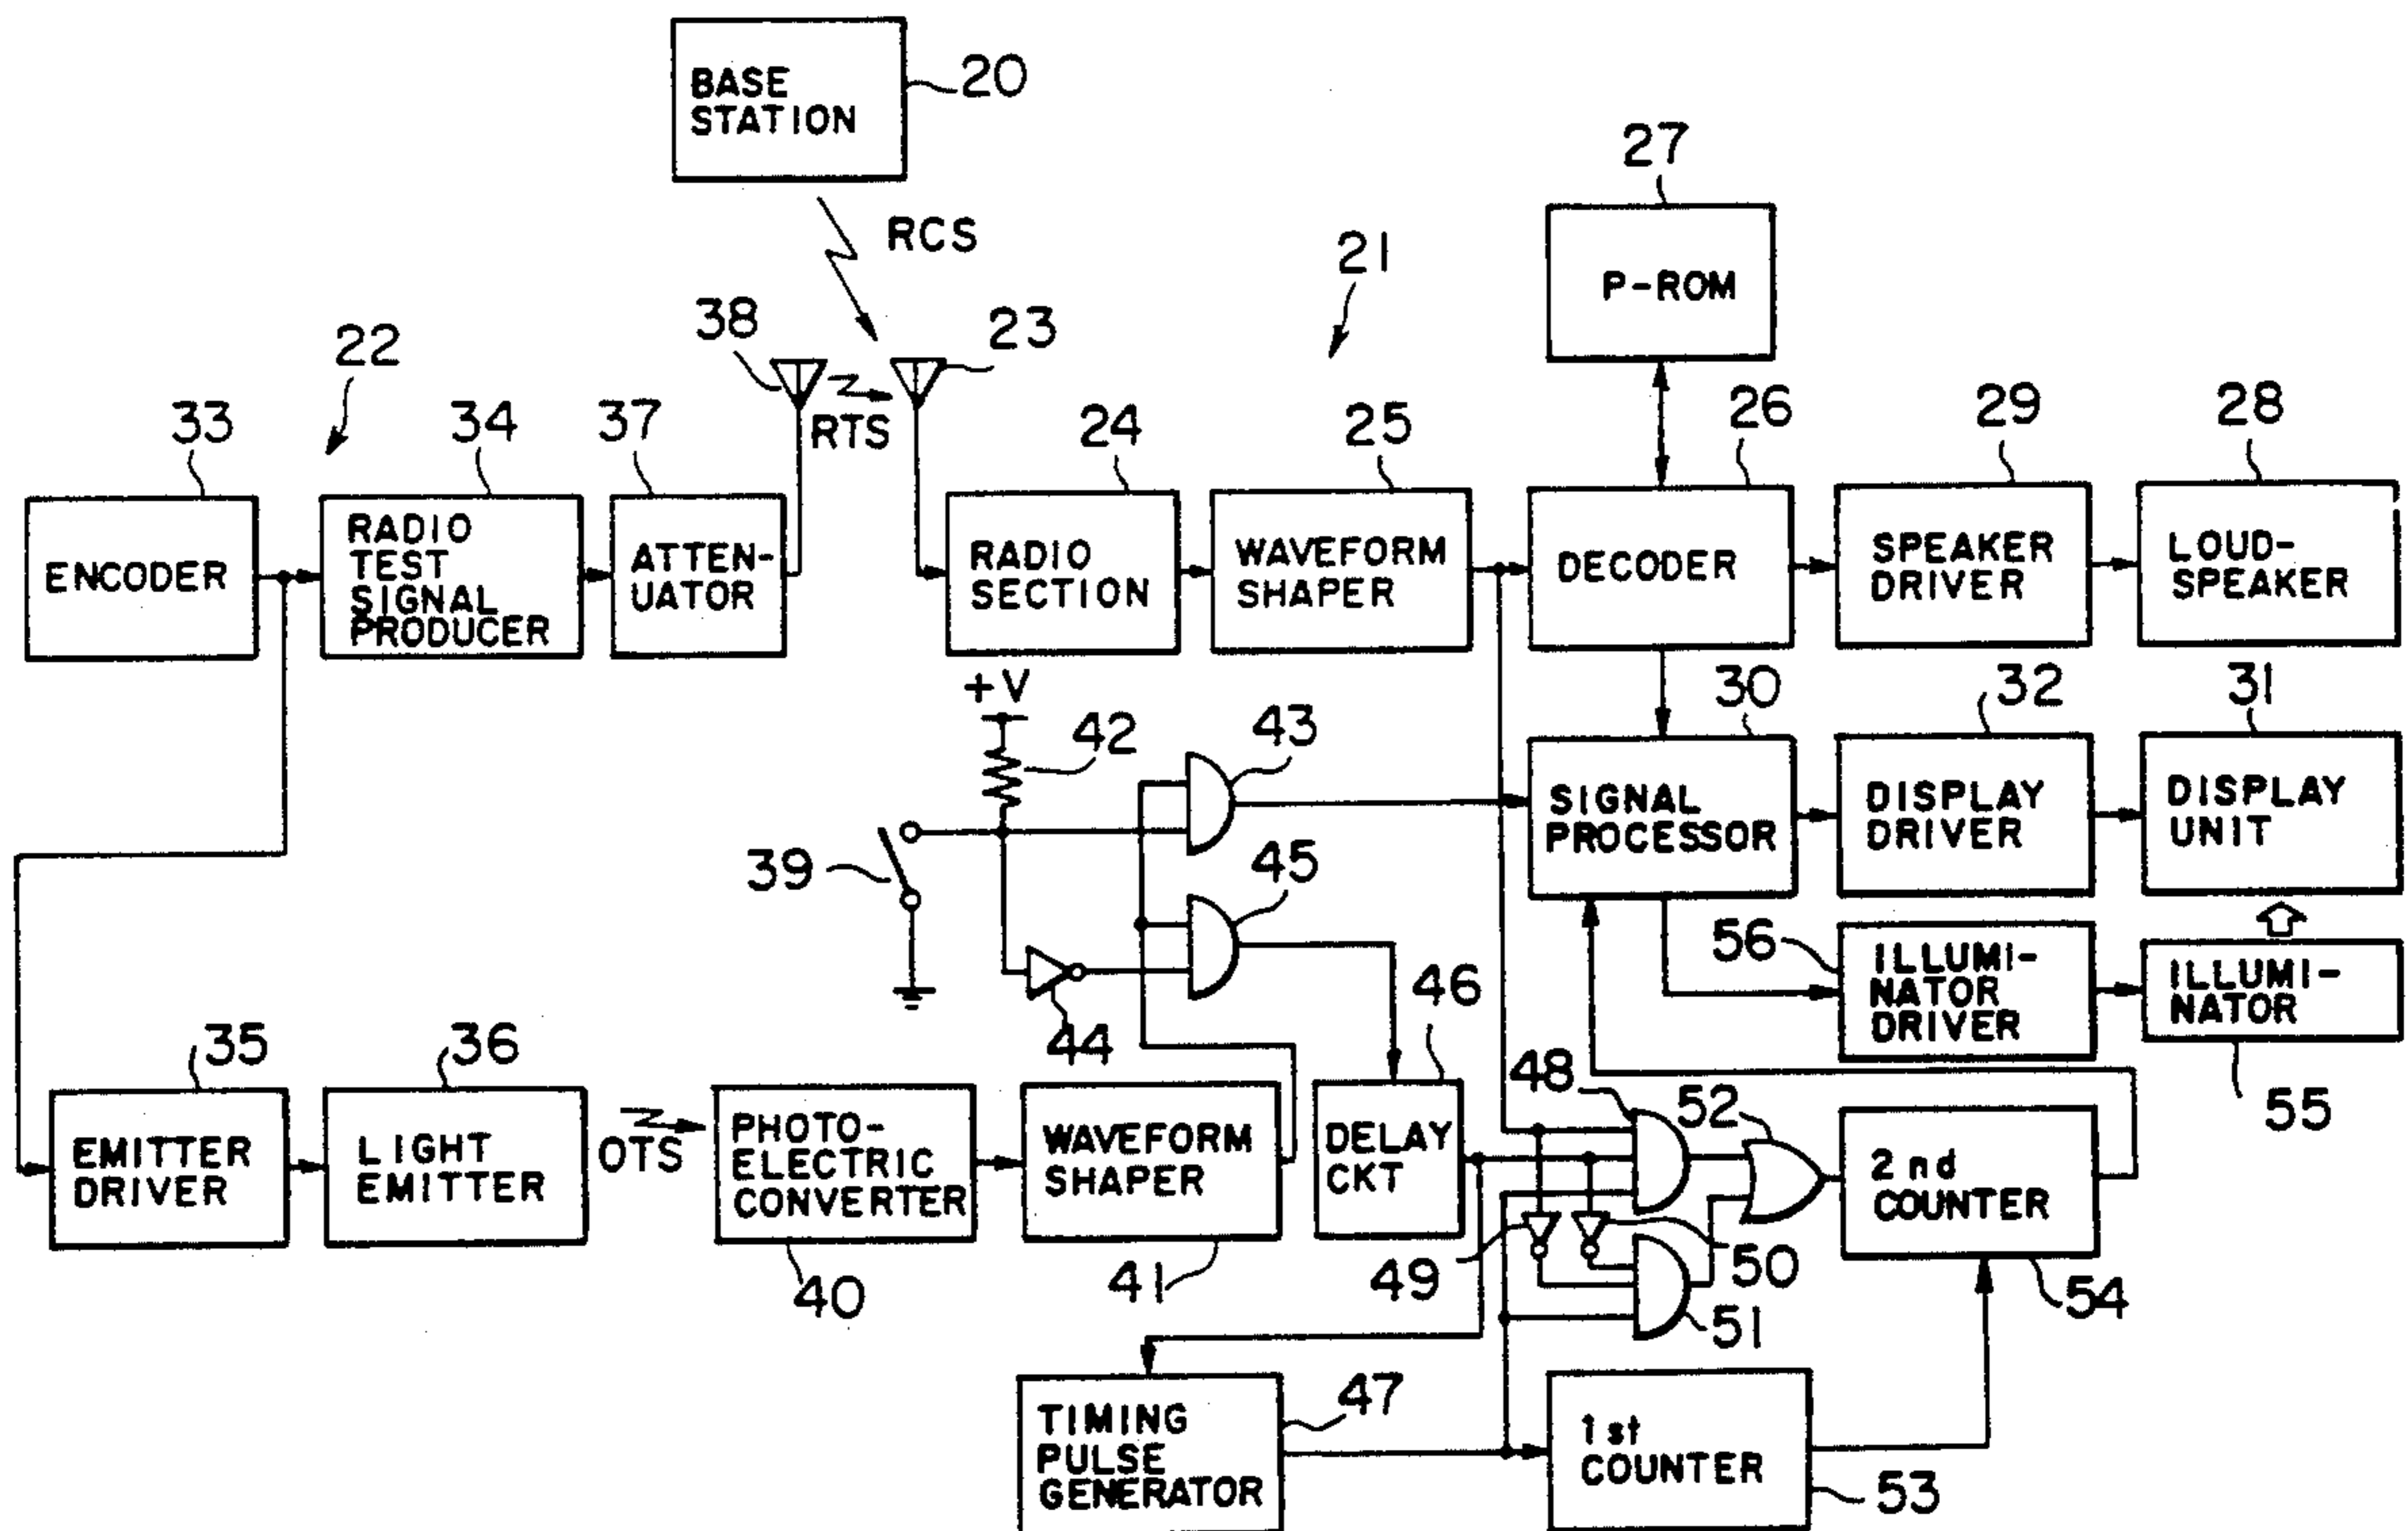 BASE
STATION
20
RCS
27
P-ROM
21
22
38
23
RTS
33
ENCODER
34
RADIO
TEST
SIGNAL
PRODUCER
37
ATTEN-
UATOR
24
RADIO
SECTION
25
WAVEFORM
SHAPER
26
DECODER
29
SPEAKER
DRIVER
28
LOUD-
SPEAKER
+V
42
43
39
44
45
30
SIGNAL
PROCESSOR
32
DISPLAY
DRIVER
31
DISPLAY
UNIT
56
ILLUMI-
NATOR
DRIVER
ILLUMI-
NATOR
55
35
EMITTER
DRIVER
36
LIGHT
EMITTER
OTS
PHOTO-
ELECTRIC
CONVERTER
40
WAVEFORM
SHAPER
41
46
DELAY
CKT
48
52
49
50
51
2nd
COUNTER
54
TIMING
PULSE
GENERATOR
47
1st
COUNTER
53